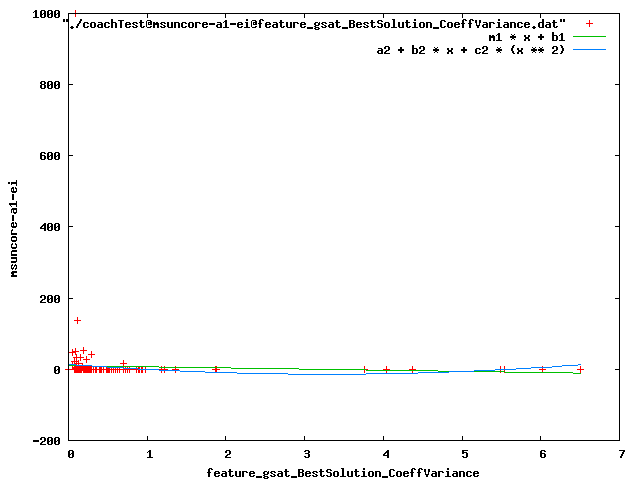 "./coachTest@msuncore-a1-ei@feature_gsat_BestSolution_CoeffVariance.dat"
m1 * x + b1
a2 + b2 * x + c2 * (x ** 2)
1000
800
600
400
200
0
-200
msuncore-a1-ei
0 1 2 3 4 5 6 7
feature_gsat_BestSolution_CoeffVariance